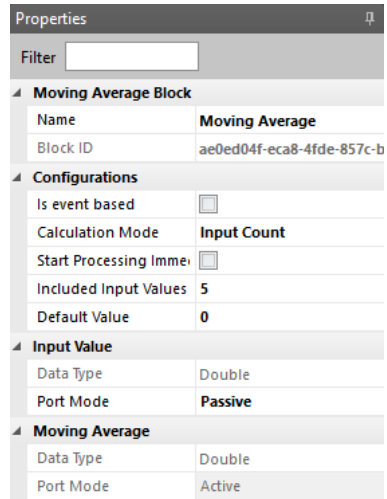 Properties
Filter
Moving Average Block
Name Moving Average
Block ID ae0ed04f-eca8-4fde-857c-b
Configurations
Is event based
Calculation Mode Input Count
Start Processing Immed
Included Input Values 5
Default Value 0
Input Value
Data Type Double
Port Mode Passive
Moving Average
Data Type Double
Port Mode Active